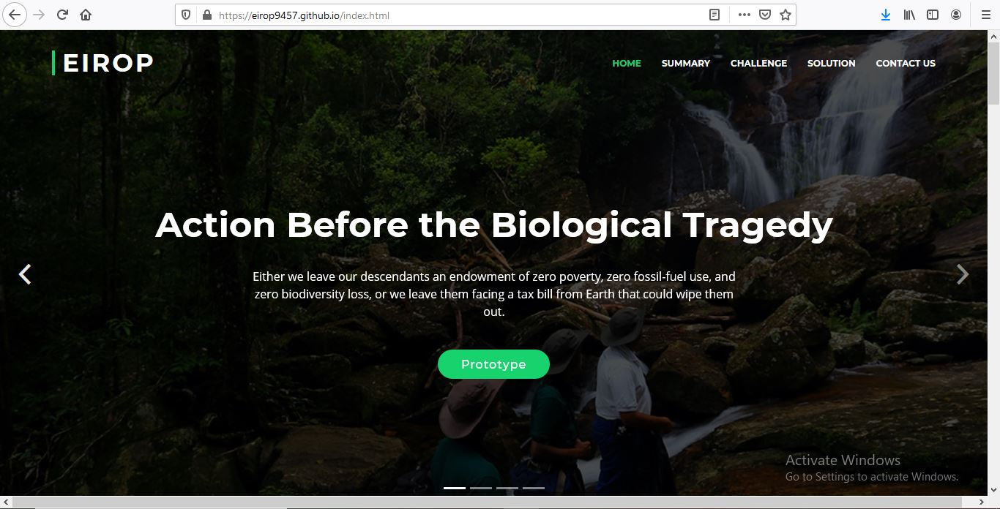 https://eirop9457.github.io/index.html
EIROP
HOME SUMMARY CHALLENGE SOLUTION CONTACT US
Action Before the Biological Tragedy
Either we leave our descendants an endowment of zero poverty, zero fossil-fuel use, and
zero biodiversity loss, or we leave them facing a tax bill from Earth that could wipe them
out.
Prototype
Activate Windows
Go to Settings to activate Windows.